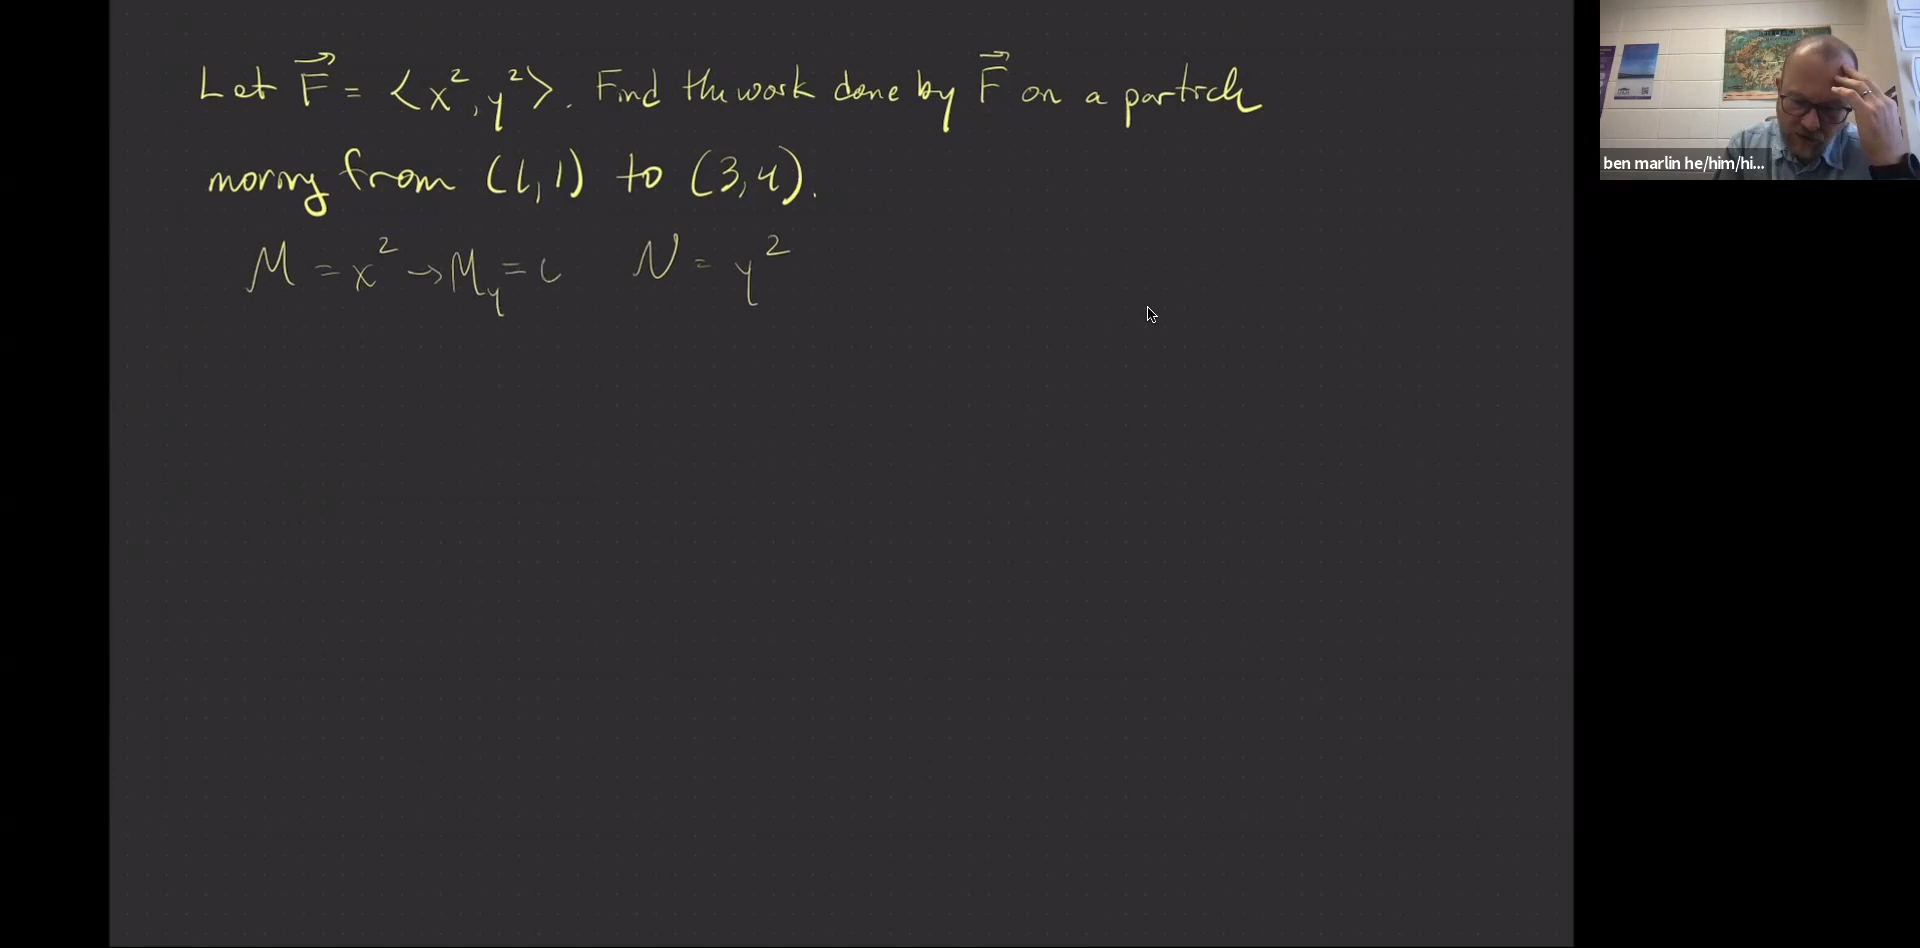 Let F⃗ = <x², y²>. Find the work done by F⃗ on a particle
moving from (1,1) to (3,4).
M = x² → M_y = 0 N = y²
ben marlin he/him/hi...